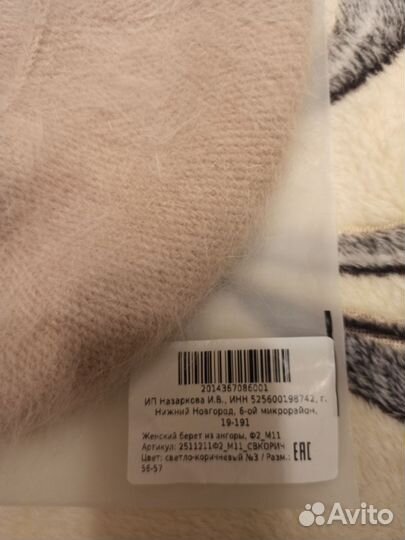 2014367086001
ИП Назаркова И.В., ИНН 525600198742, г.
Нижний Новгород, 6-ой микрорайон,
19-191
Женский берет из ангоры, Ф2_М11
Артикул: 2511211Ф2_М11_СВКОРИЧ
Цвет: светло-коричневый №3 / Разм.:
56-57
EAC
Avito